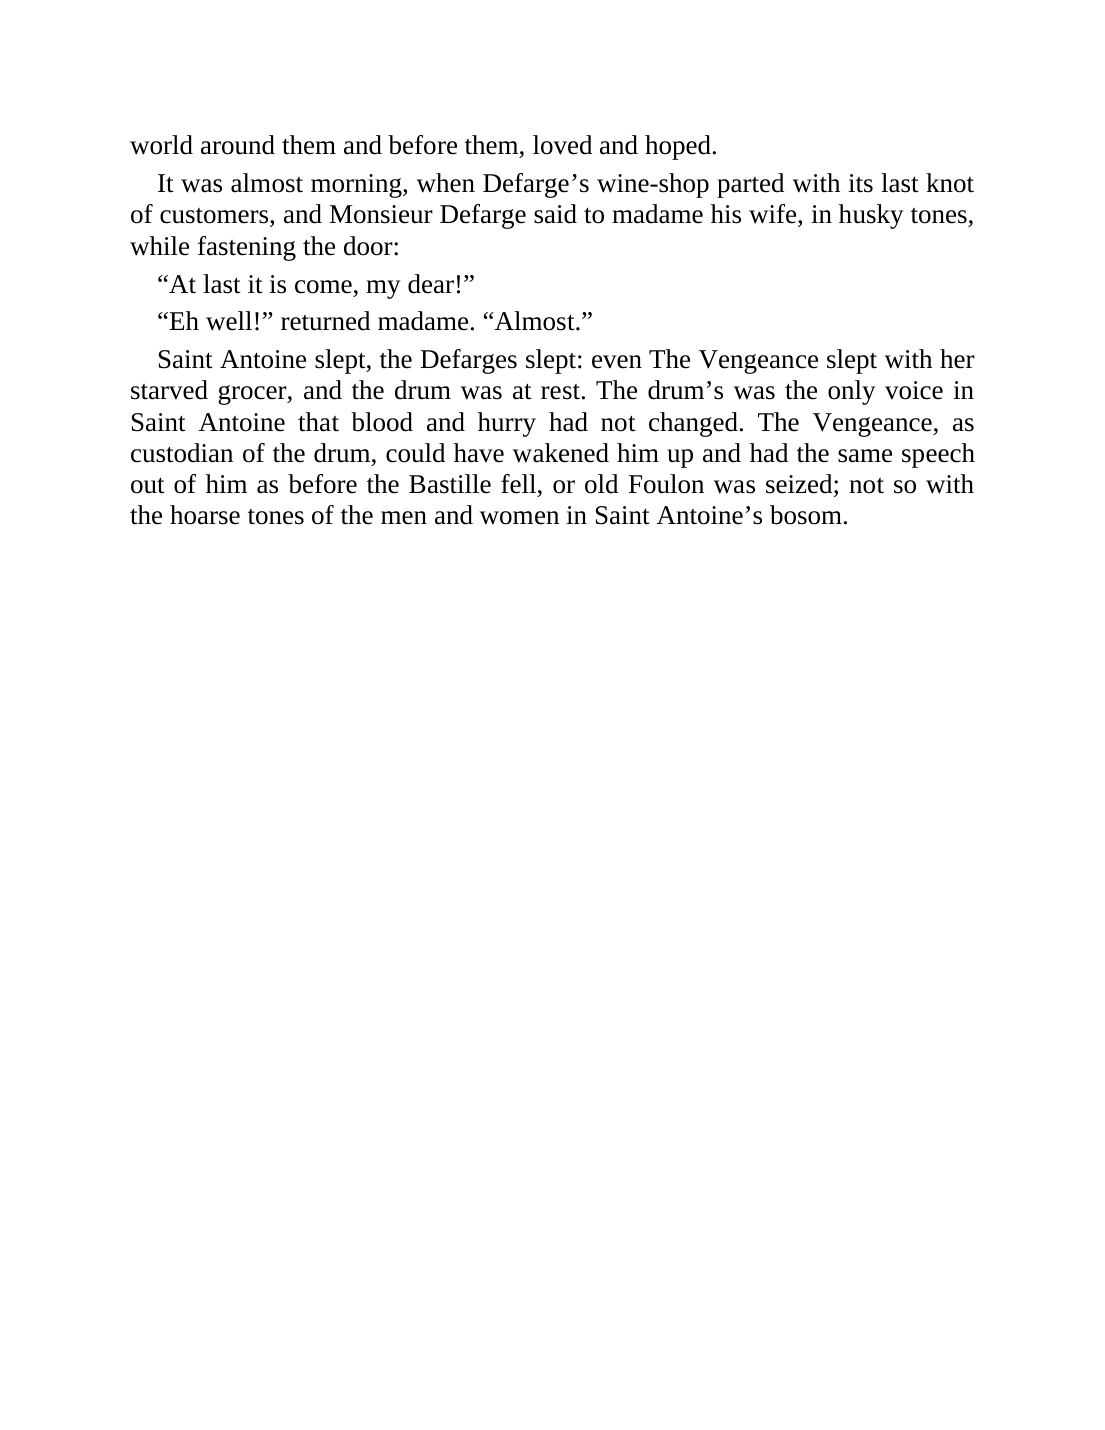 world around them and before them, loved and hoped.
It was almost morning, when Defarge’s wine-shop parted with its last knot
of customers, and Monsieur Defarge said to madame his wife, in husky tones,
while fastening the door:
“At last it is come, my dear!”
“Eh well!” returned madame. “Almost.”
Saint Antoine slept, the Defarges slept: even The Vengeance slept with her
starved grocer, and the drum was at rest. The drum’s was the only voice in
Saint Antoine that blood and hurry had not changed. The Vengeance, as
custodian of the drum, could have wakened him up and had the same speech
out of him as before the Bastille fell, or old Foulon was seized; not so with
the hoarse tones of the men and women in Saint Antoine’s bosom.